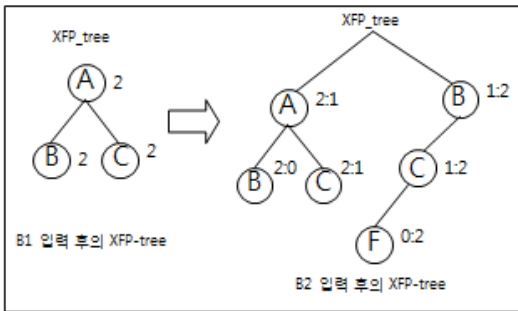 XFP_tree
A 2
B 2
C 2
B1 입력 후의 XFP-tree
XFP_tree
A 2:1
B 1:2
B 2:0
C 2:1
C 1:2
F 0:2
B2 입력 후의 XFP-tree